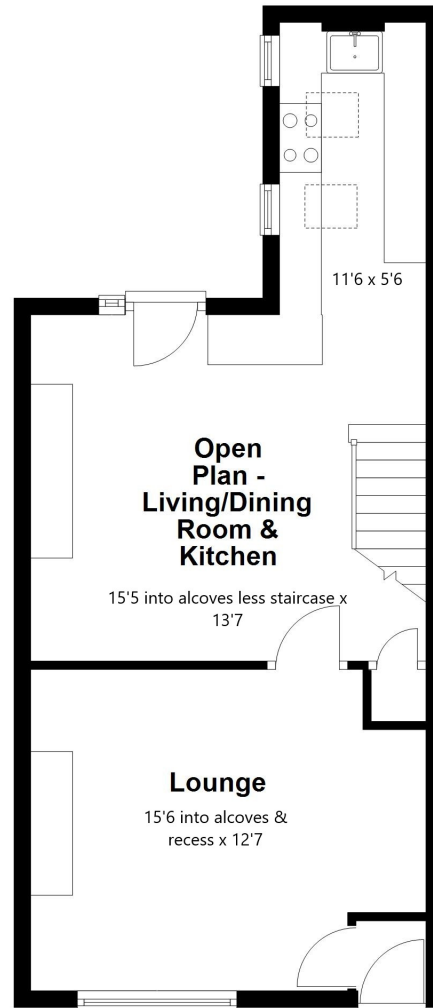 11'6 x 5'6
Open
Plan -
Living/Dining
Room &
Kitchen
15'5 into alcoves less staircase x
13'7
Lounge
15'6 into alcoves &
recess x 12'7